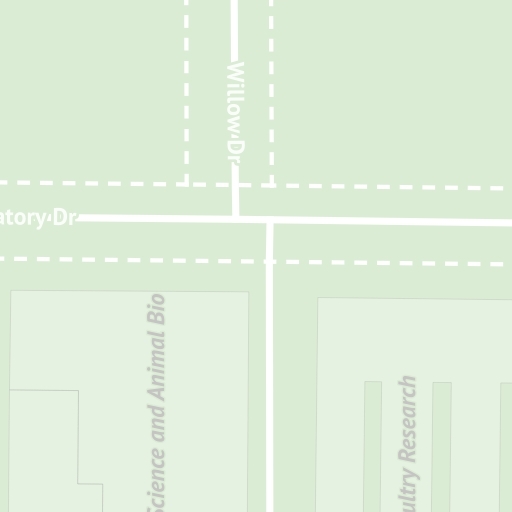 Willow Dr
atory Dr
Science and Animal Bio
ultry Research